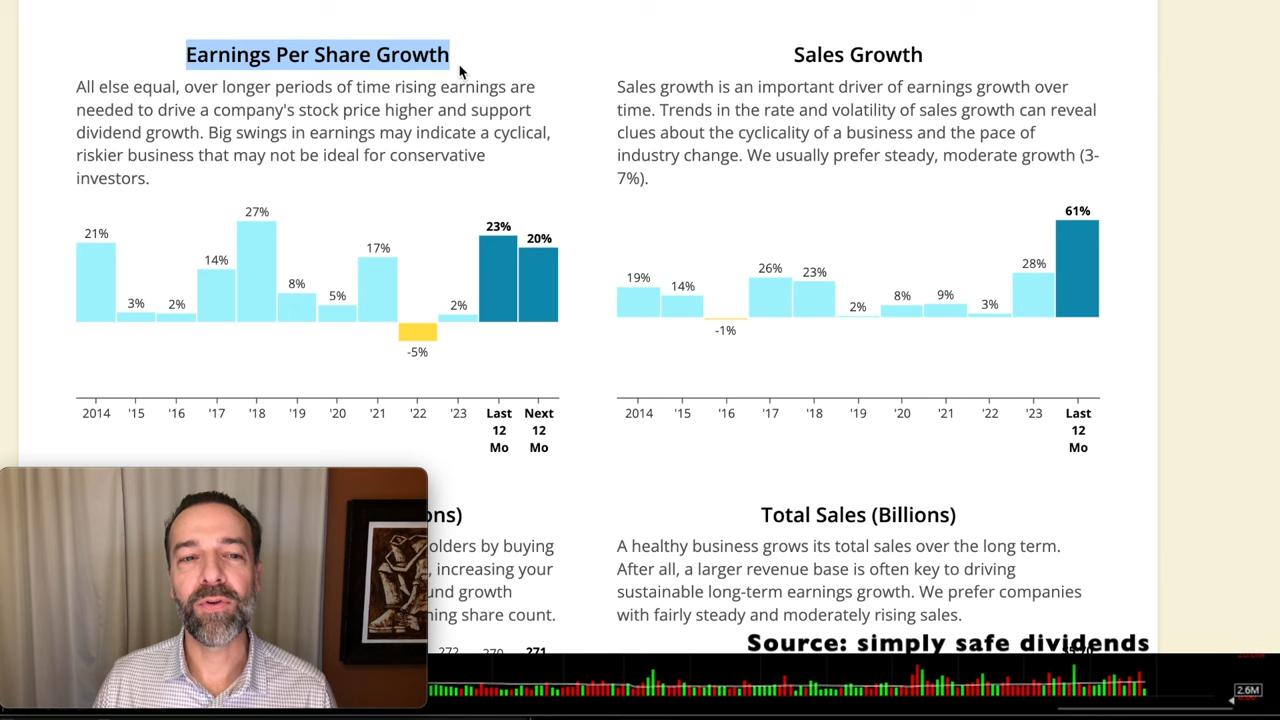 Earnings Per Share Growth
All else equal, over longer periods of time rising earnings are
needed to drive a company's stock price higher and support
dividend growth. Big swings in earnings may indicate a cyclical,
riskier business that may not be ideal for conservative
investors.
21% 3% 2% 14% 27% 8% 5% 17% -5% 2% 23% 20%
2014 '15 '16 '17 '18 '19 '20 '21 '22 '23 Last Next
12 12
Mo Mo
Sales Growth
Sales growth is an important driver of earnings growth over
time. Trends in the rate and volatility of sales growth can reveal
clues about the cyclicality of a business and the pace of
industry change. We usually prefer steady, moderate growth (3-
7%).
19% 14% -1% 26% 23% 2% 8% 9% 3% 28% 61%
2014 '15 '16 '17 '18 '19 '20 '21 '22 '23 Last
12
Mo
ons)
olders by buying
, increasing your
und growth
ning share count.
272 270 271
Total Sales (Billions)
A healthy business grows its total sales over the long term.
After all, a larger revenue base is often key to driving
sustainable long-term earnings growth. We prefer companies
with fairly steady and moderately rising sales.
Source: simply safe dividends
2.6M